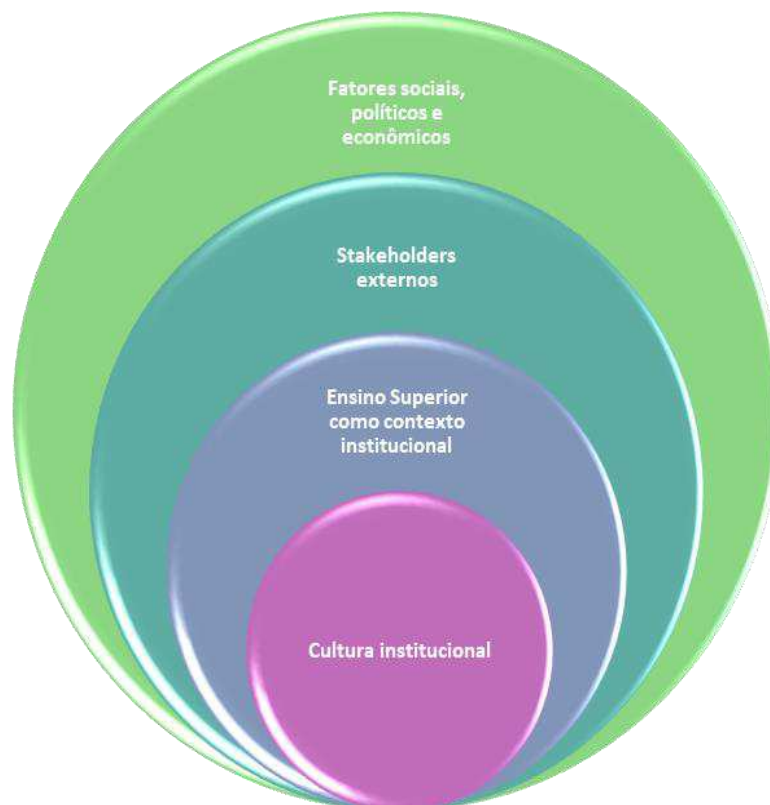 Fatores sociais,
políticos e
econômicos
Stakeholders
externos
Ensino Superior
como contexto
institucional
Cultura institucional